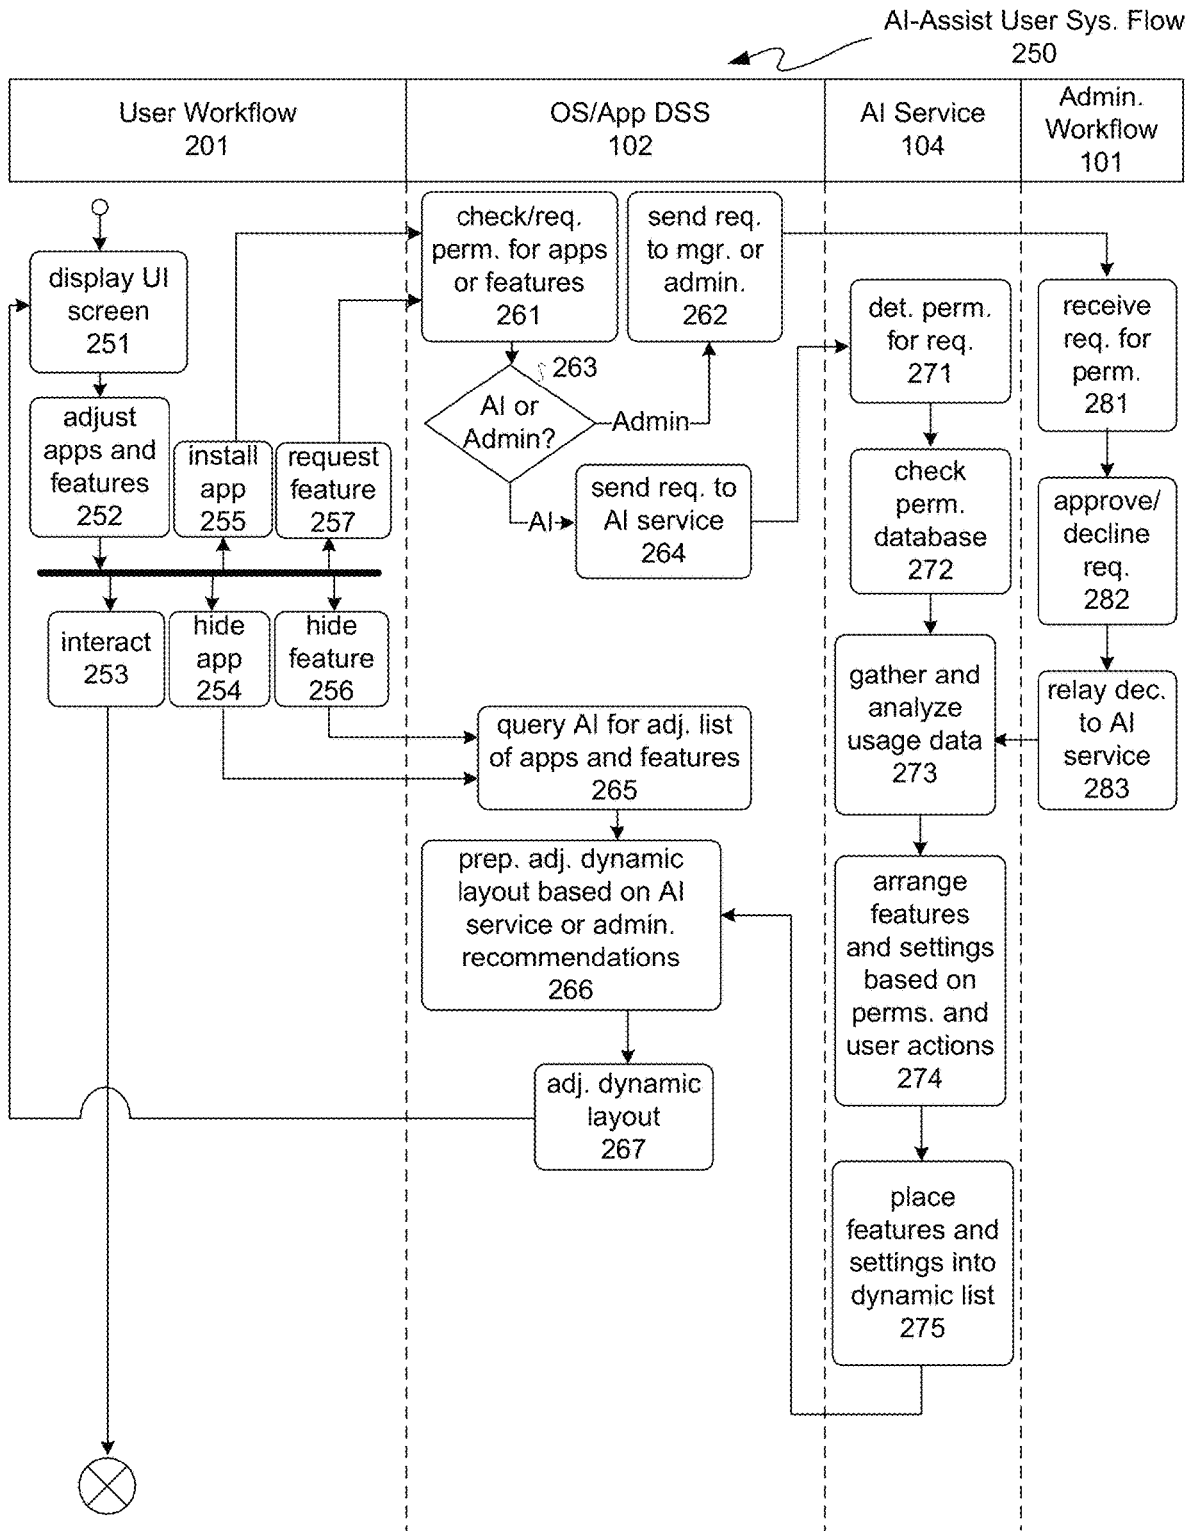 AI-Assist User Sys. Flow
250
User Workflow
201
OS/App DSS
102
AI Service
104
Admin.
Workflow
101
display UI
screen
251
adjust
apps and
features
252
install
app
255
request
feature
257
interact
253
hide
app
254
hide
feature
256
check/req.
perm. for apps
or features
261
send req.
to mgr. or
admin.
262
263
AI or
Admin?
Admin
AI
send req. to
AI service
264
query AI for adj. list
of apps and features
265
prep. adj. dynamic
layout based on AI
service or admin.
recommendations
266
adj. dynamic
layout
267
det. perm.
for req.
271
check
perm.
database
272
gather and
analyze
usage data
273
arrange
features
and settings
based on
perms. and
user actions
274
place
features and
settings into
dynamic list
275
receive
req. for
perm.
281
approve/
decline
req.
282
relay dec.
to AI
service
283